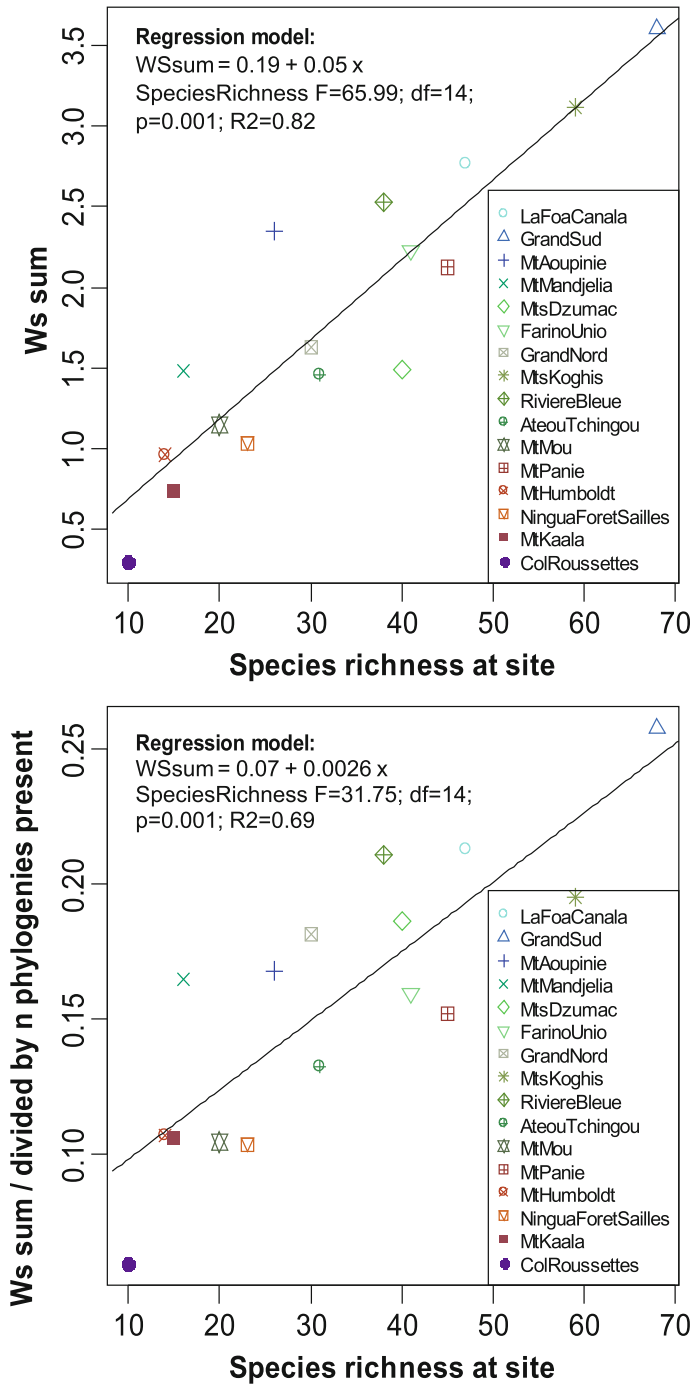 Regression model:
WSsum = 0.19 + 0.05 x
SpeciesRichness F=65.99; df=14;
p=0.001; R2=0.82
Ws sum
3.5
3.0
2.5
2.0
1.5
1.0
0.5
LaFoaCanala
GrandSud
MtAoupinie
MtMandjelia
MtsDzumac
FarinoUnio
GrandNord
MtsKoghis
RiviereBleue
AteouTchingou
MtMou
MtPanie
MtHumboldt
NinguaForetSailles
MtKaala
ColRoussettes
10 20 30 40 50 60 70
Species richness at site
Regression model:
WSsum = 0.07 + 0.0026 x
SpeciesRichness F=31.75; df=14;
p=0.001; R2=0.69
Ws sum / divided by n phylogenies present
0.25
0.20
0.15
0.10
LaFoaCanala
GrandSud
MtAoupinie
MtMandjelia
MtsDzumac
FarinoUnio
GrandNord
MtsKoghis
RiviereBleue
AteouTchingou
MtMou
MtPanie
MtHumboldt
NinguaForetSailles
MtKaala
ColRoussettes
10 20 30 40 50 60 70
Species richness at site